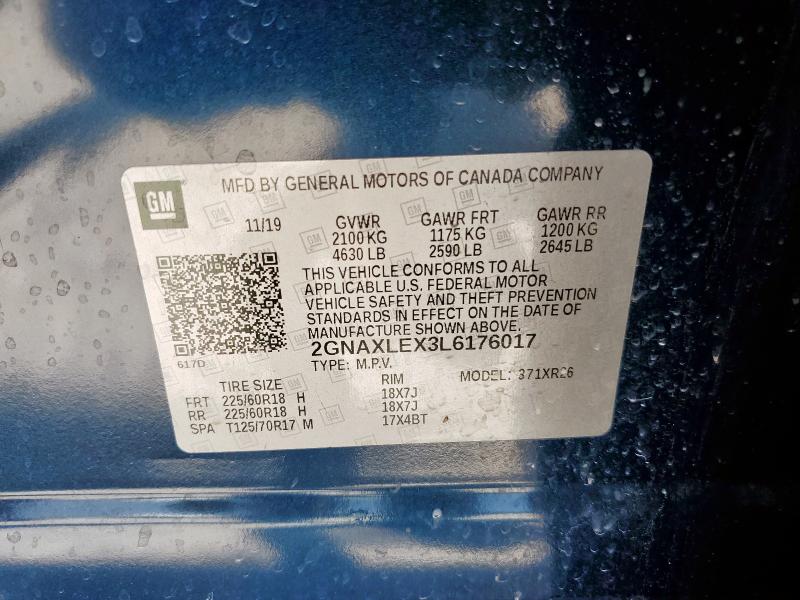 GM
MFD BY GENERAL MOTORS OF CANADA COMPANY
11/19 GVWR GAWR FRT GAWR RR
2100 KG 1175 KG 1200 KG
4630 LB 2590 LB 2645 LB
THIS VEHICLE CONFORMS TO ALL
APPLICABLE U.S. FEDERAL MOTOR
VEHICLE SAFETY AND THEFT PREVENTION
STANDARDS IN EFFECT ON THE DATE OF
MANUFACTURE SHOWN ABOVE.
617D
2GNAXLEX3L6176017
TYPE: M.P.V.
MODEL: 371XR26
TIRE SIZE RIM
FRT 225/60R18 H 18X7J
RR 225/60R18 H 18X7J
SPA T125/70R17 M 17X4BT